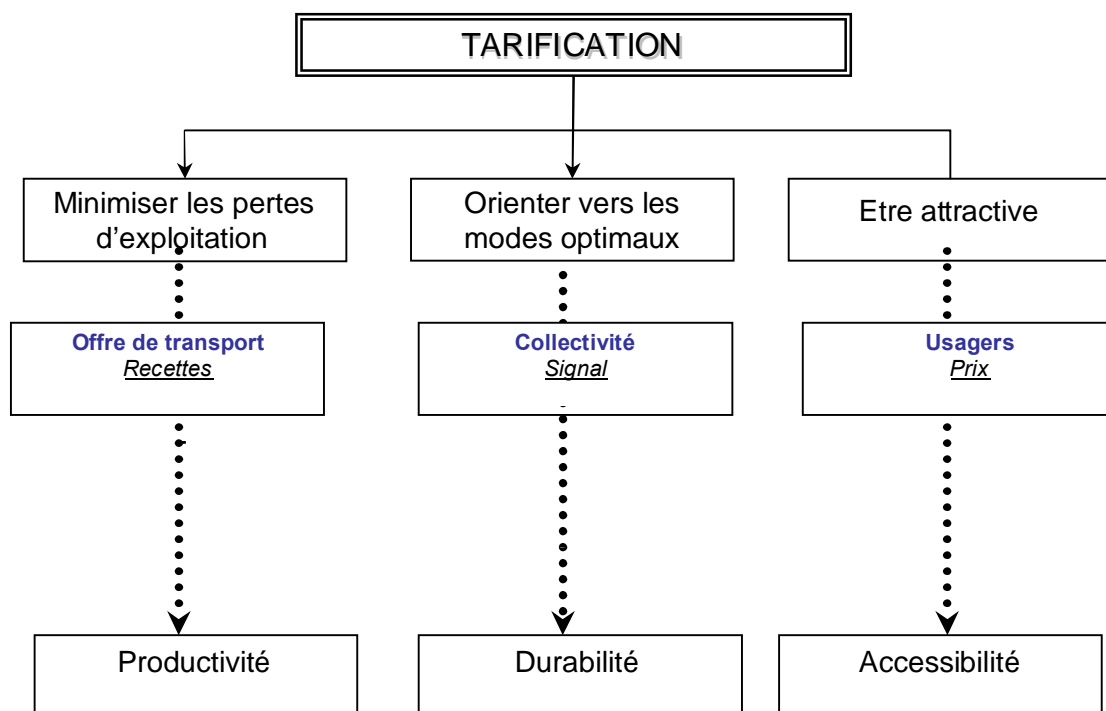 TARIFICATION
Minimiser les pertes
d’exploitation
Orienter vers les
modes optimaux
Etre attractive
Offre de transport
Recettes
Collectivité
Signal
Usagers
Prix
Productivité
Durabilité
Accessibilité